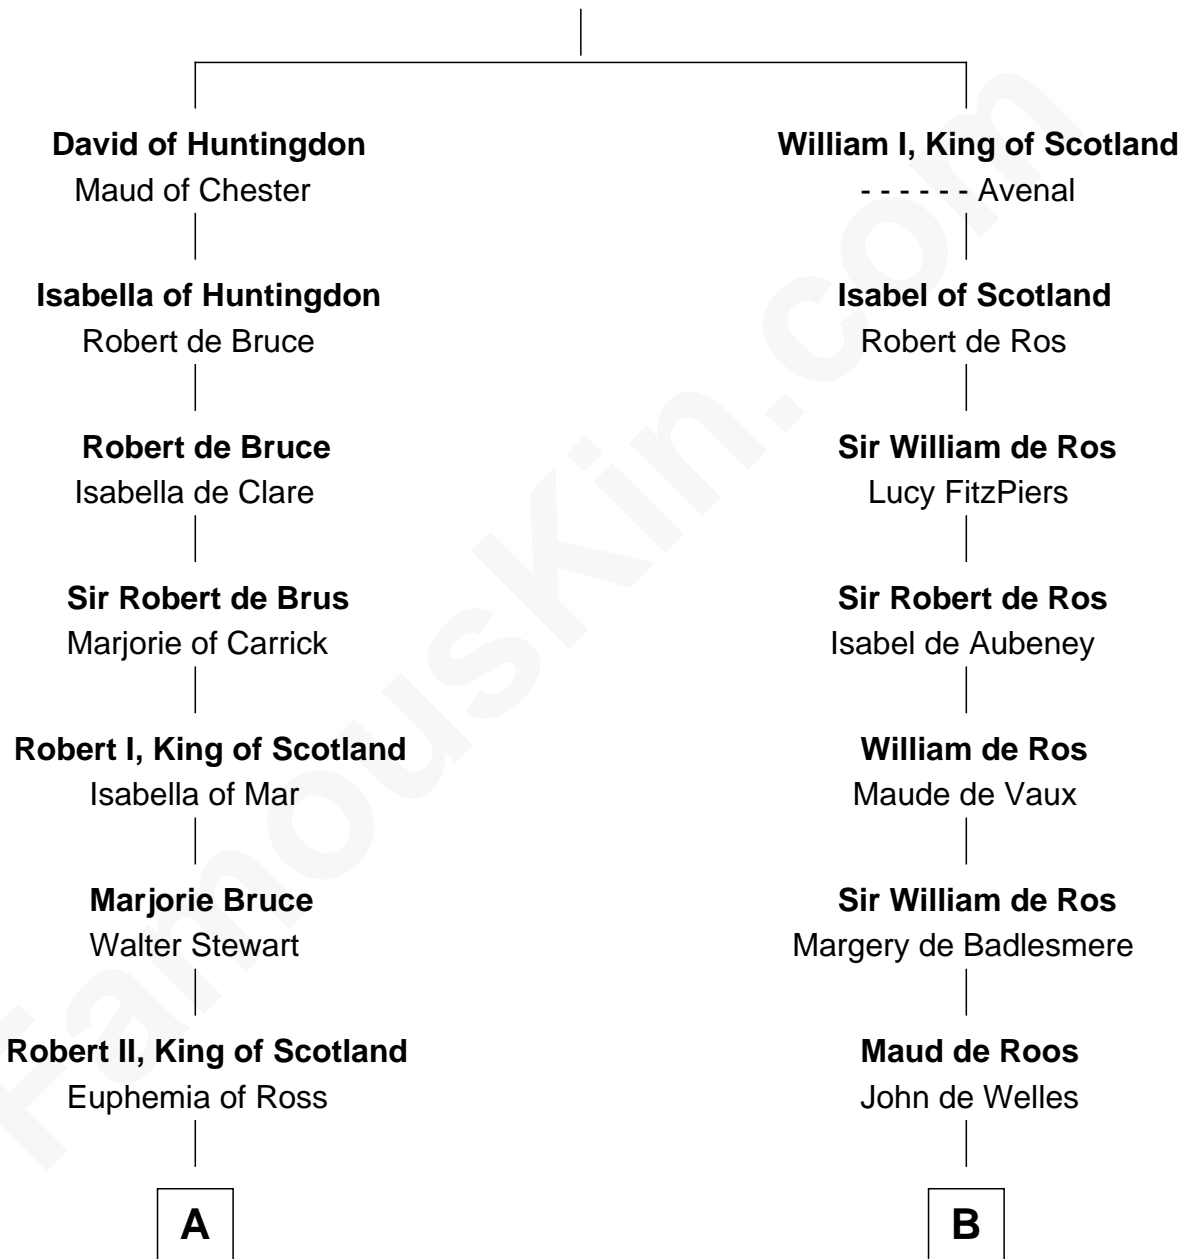 David of Huntingdon
Maud of Chester
William I, King of Scotland
- - - - - - Avenal
Isabella of Huntingdon
Robert de Bruce
Isabel of Scotland
Robert de Ros
Robert de Bruce
Isabella de Clare
Sir William de Ros
Lucy FitzPiers
Sir Robert de Brus
Marjorie of Carrick
Sir Robert de Ros
Isabel de Aubeney
Robert I, King of Scotland
Isabella of Mar
William de Ros
Maude de Vaux
Marjorie Bruce
Walter Stewart
Sir William de Ros
Margery de Badlesmere
Robert II, King of Scotland
Euphemia of Ross
Maud de Roos
John de Welles
A
B
FamousKin.com